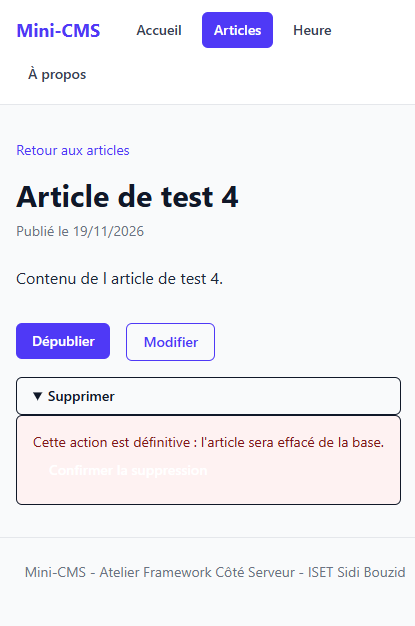 Mini-CMS Accueil Articles Heure
À propos
Retour aux articles
Article de test 4
Publié le 19/11/2026
Contenu de l article de test 4.
Dépublier Modifier
▼ Supprimer
Cette action est définitive : l'article sera effacé de la base.
Confirmer la suppression
Mini-CMS - Atelier Framework Côté Serveur - ISET Sidi Bouzid